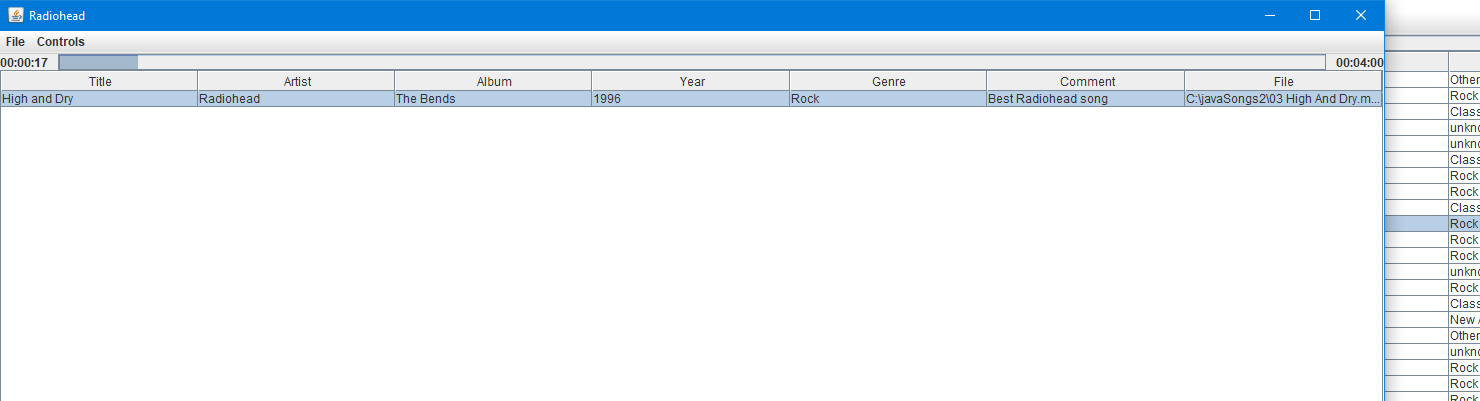 Radiohead
File Controls
00:00:17 00:04:00
Title Artist Album Year Genre Comment File
High and Dry Radiohead The Bends 1996 Rock Best Radiohead song C:\javaSongs2\03 High And Dry.m...
Other
Rock
Class
unkno
unkno
Class
Rock
Rock
Class
Rock
Rock
Rock
unkno
Rock
Class
New
Other
unkno
Rock
Rock
Rock